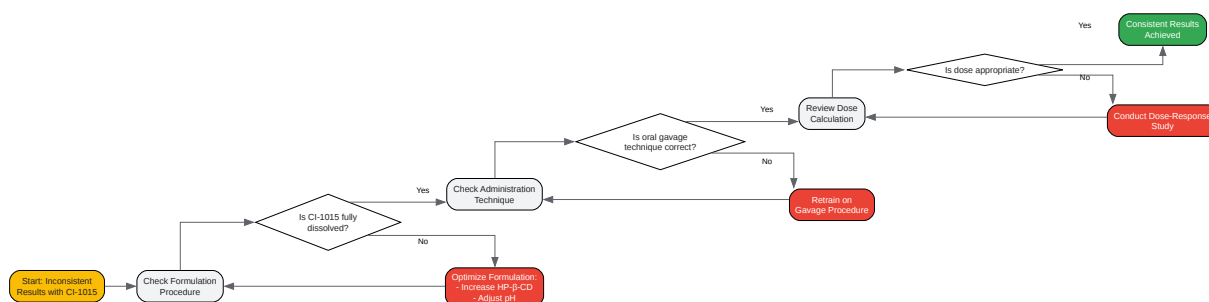 Start: Inconsistent
Results with CI-1015
Check Formulation
Procedure
Is CI-1015 fully
dissolved?
Yes
No
Optimize Formulation:
- Increase HP-β-CD
- Adjust pH
Check Administration
Technique
Is oral gavage
technique correct?
Yes
No
Retrain on
Gavage Procedure
Review Dose
Calculation
Is dose appropriate?
Yes
No
Consistent Results
Achieved
Conduct Dose-Response
Study